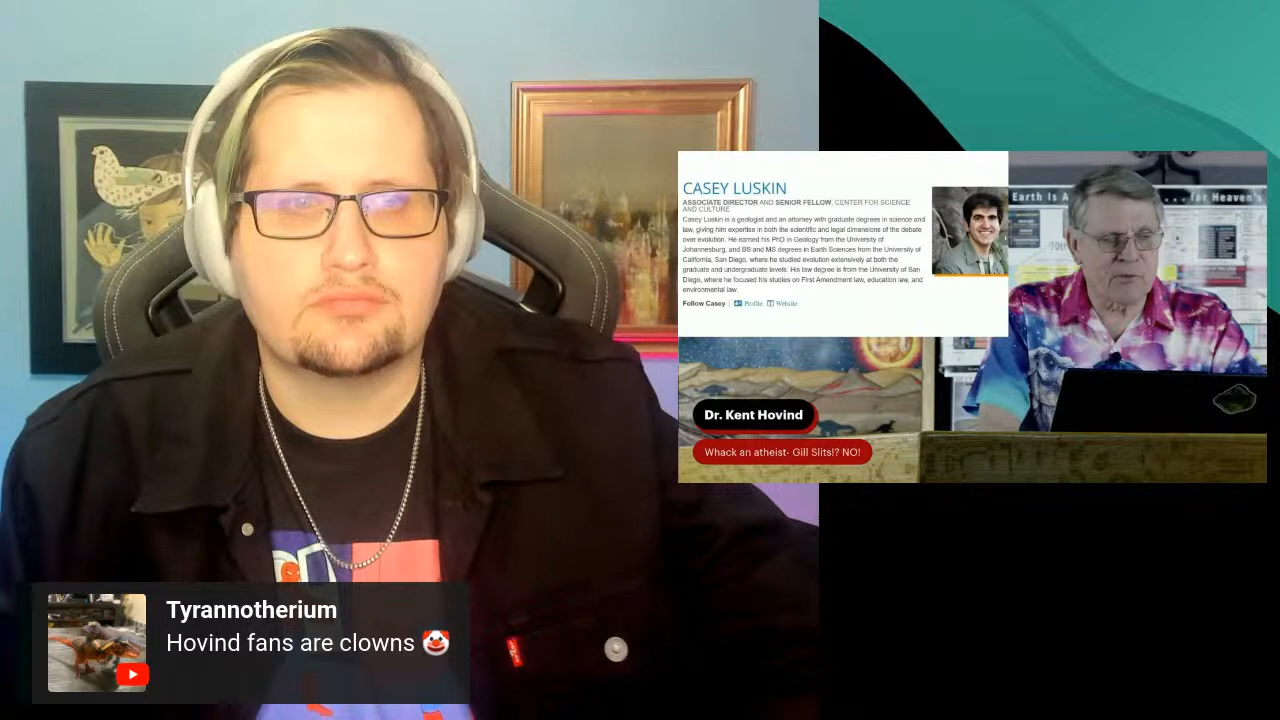 CASEY LUSKIN
ASSOCIATE DIRECTOR AND SENIOR FELLOW, CENTER FOR SCIENCE
AND CULTURE
Casey Luskin is a geologist and an attorney with graduate degrees in science and
law, giving him expertise in both the scientific and legal dimensions of the debate
over evolution. He earned his PhD in Geology from the University of
Johannesburg, and BS and MS degrees in Earth Sciences from the University of
California, San Diego, where he studied evolution extensively at both the
graduate and undergraduate levels. His law degree is from the University of San
Diego, where he focused his studies on First Amendment law, education law, and
environmental law.
Follow Casey | Profile Website
Earth Is
for Heaven's
Dr. Kent Hovind
Whack an atheist- Gill Slits!? NO!
Tyrannotherium
Hovind fans are clowns 🤡